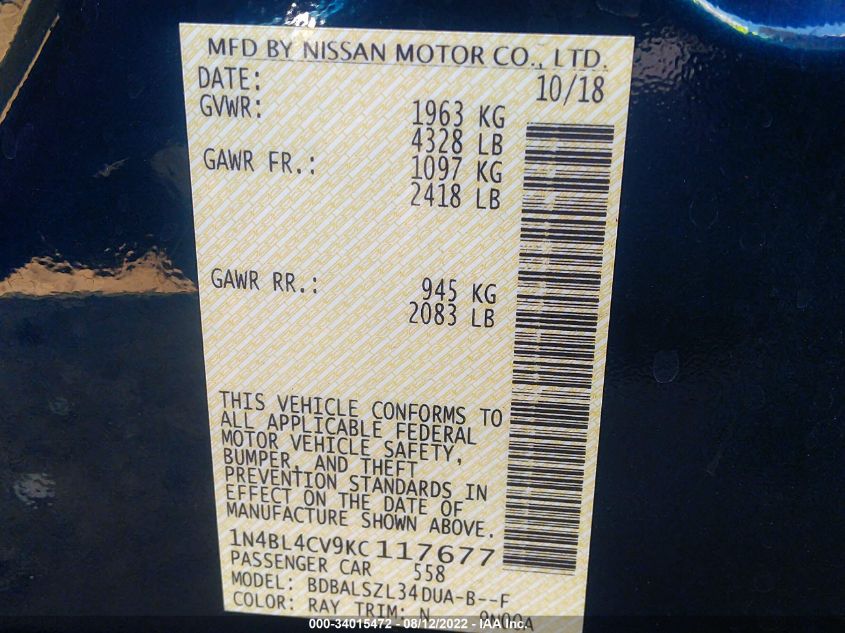 MFD BY NISSAN MOTOR CO., LTD.
DATE: 10/18
GVWR: 1963 KG
4328 LB
GAWR FR.: 1097 KG
2418 LB
GAWR RR.: 945 KG
2083 LB
THIS VEHICLE CONFORMS TO
ALL APPLICABLE FEDERAL
MOTOR VEHICLE SAFETY,
BUMPER, AND THEFT
PREVENTION STANDARDS IN
EFFECT ON THE DATE OF
MANUFACTURE SHOWN ABOVE.
1N4BL4CV9KC117677
PASSENGER CAR 558
MODEL: BDBALSZL34DUA-B--F
COLOR: RAY TRIM: N
000-34015472 - 08/12/2022 - IAA Inc.